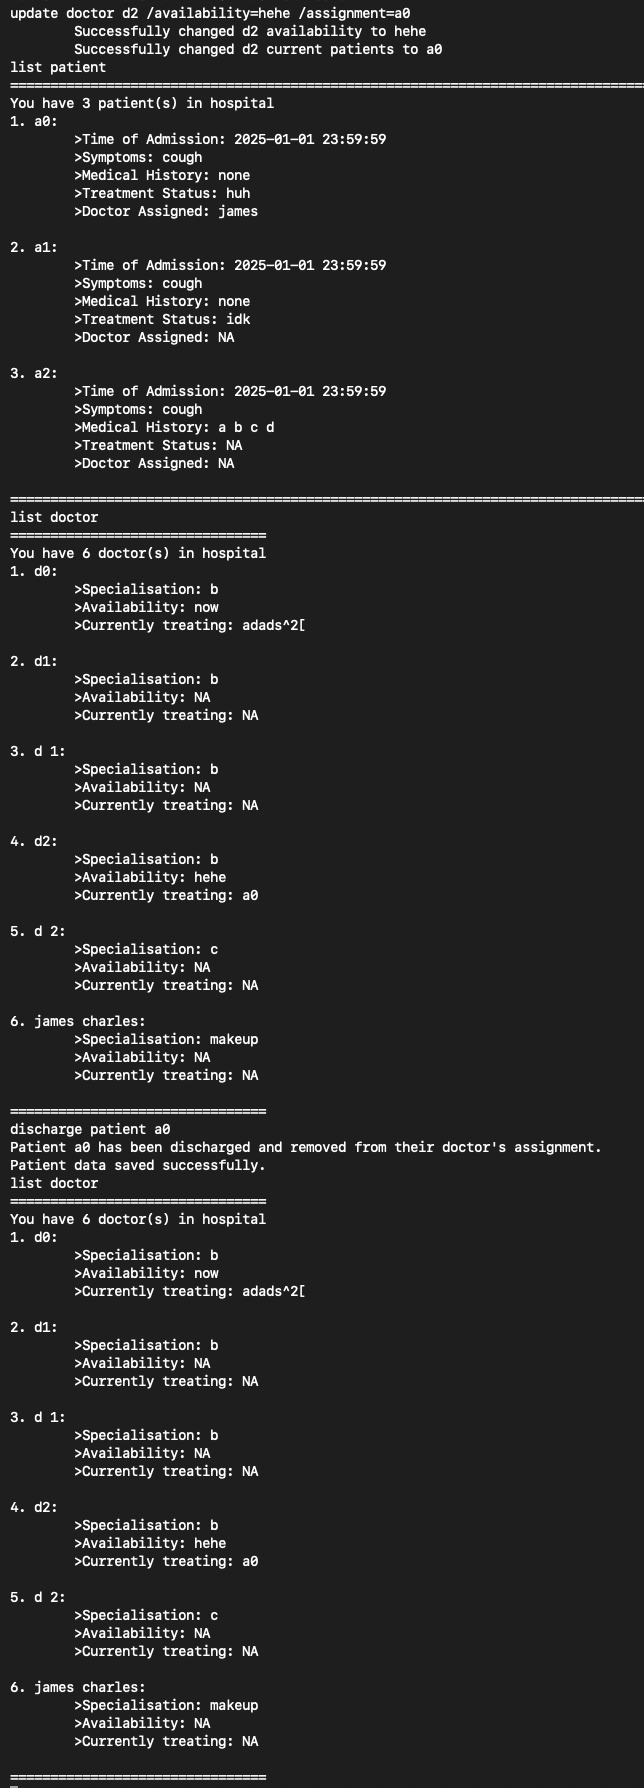 update doctor d2 /availability=hehe /assignment=a0
Successfully changed d2 availability to hehe
Successfully changed d2 current patients to a0
list patient
================================================================================
You have 3 patient(s) in hospital
1. a0:
>Time of Admission: 2025-01-01 23:59:59
>Symptoms: cough
>Medical History: none
>Treatment Status: huh
>Doctor Assigned: james
2. a1:
>Time of Admission: 2025-01-01 23:59:59
>Symptoms: cough
>Medical History: none
>Treatment Status: idk
>Doctor Assigned: NA
3. a2:
>Time of Admission: 2025-01-01 23:59:59
>Symptoms: cough
>Medical History: a b c d
>Treatment Status: NA
>Doctor Assigned: NA
================================================================================
list doctor
================================
You have 6 doctor(s) in hospital
1. d0:
>Specialisation: b
>Availability: now
>Currently treating: adads^2[
2. d1:
>Specialisation: b
>Availability: NA
>Currently treating: NA
3. d 1:
>Specialisation: b
>Availability: NA
>Currently treating: NA
4. d2:
>Specialisation: b
>Availability: hehe
>Currently treating: a0
5. d 2:
>Specialisation: c
>Availability: NA
>Currently treating: NA
6. james charles:
>Specialisation: makeup
>Availability: NA
>Currently treating: NA
================================
discharge patient a0
Patient a0 has been discharged and removed from their doctor's assignment.
Patient data saved successfully.
list doctor
================================
You have 6 doctor(s) in hospital
1. d0:
>Specialisation: b
>Availability: now
>Currently treating: adads^2[
2. d1:
>Specialisation: b
>Availability: NA
>Currently treating: NA
3. d 1:
>Specialisation: b
>Availability: NA
>Currently treating: NA
4. d2:
>Specialisation: b
>Availability: hehe
>Currently treating: a0
5. d 2:
>Specialisation: c
>Availability: NA
>Currently treating: NA
6. james charles:
>Specialisation: makeup
>Availability: NA
>Currently treating: NA
================================